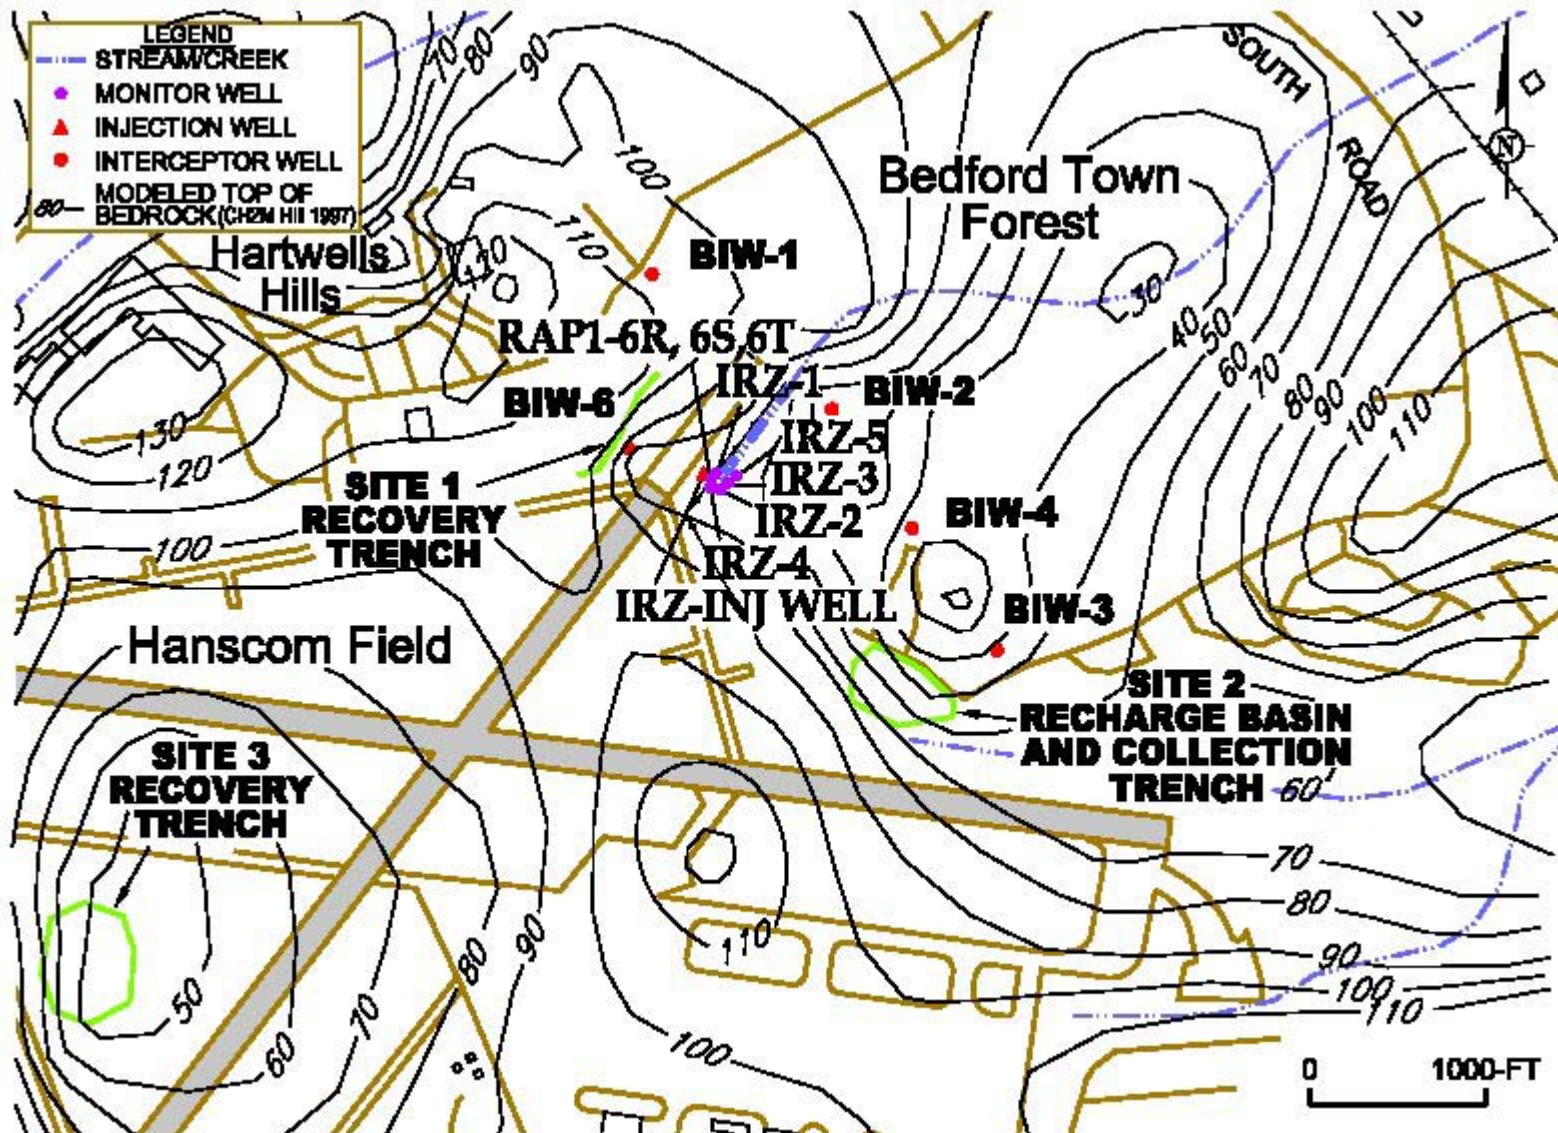 LEGEND
STREAM/CREEK
MONITOR WELL
INJECTION WELL
INTERCEPTOR WELL
80 MODELED TOP OF
BEDROCK(CH2M Hill 1997)
70
80
90
SOUTH
ROAD
N
100
110
110
Bedford Town
Forest
BIW-1
Hartwells
Hills
30
40
50
60
70
80
90
100
110
RAP1-6R, 6S,6T
IRZ-1
BIW-6
BIW-2
IRZ-5
IRZ-3
IRZ-2
IRZ-4
IRZ-INJ WELL
130
120
SITE 1
RECOVERY
TRENCH
100
BIW-4
BIW-3
Hanscom Field
SITE 2
RECHARGE BASIN
AND COLLECTION
TRENCH
60'
SITE 3
RECOVERY
TRENCH
70
80
90
100
110
110
50
60
70
80
90
100
0
1000-FT